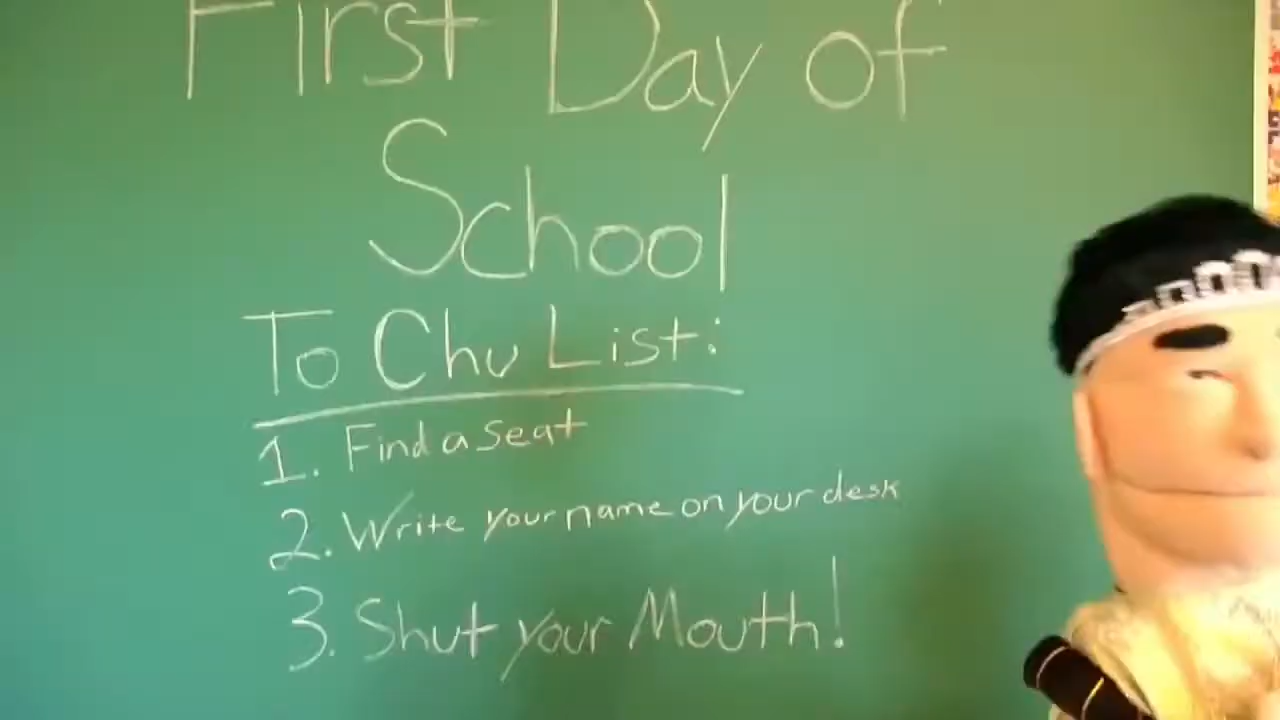 First Day of
School
To Chu List:
1. Find a seat
2. Write your name on your desk
3. Shut your Mouth!